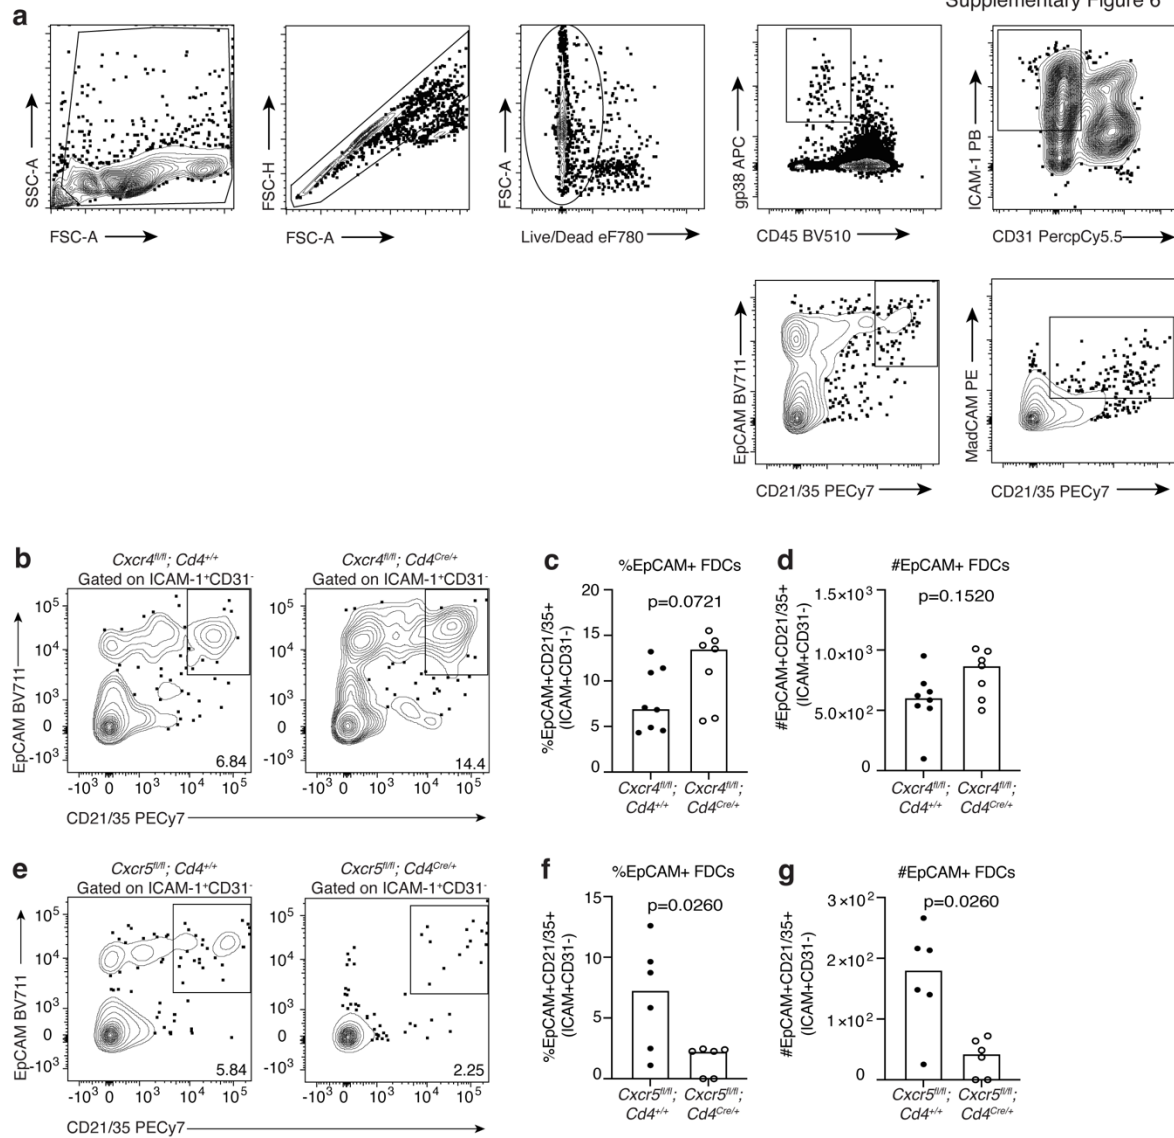 Supplementary Figure 6
a
SSC-A
FSC-A
FSC-H
FSC-A
FSC-A
Live/Dead eF780
gp38 APC
CD45 BV510
ICAM-1 PB
CD31 PercpCy5.5
EpCAM BV711
CD21/35 PECy7
MadCAM PE
CD21/35 PECy7
b
Cxcr4fl/fl; Cd4+/+
Gated on ICAM-1+CD31-
Cxcr4fl/fl; Cd4Cre/+
Gated on ICAM-1+CD31-
EpCAM BV711
10^5
10^4
10^3
0
-10^3
6.84
14.4
-10^3 0 10^3 10^4 10^5
-10^3 0 10^3 10^4 10^5
CD21/35 PECy7
c
%EpCAM+ FDCs
p=0.0721
%EpCAM+CD21/35+
(ICAM+CD31-)
20
15
10
5
0
Cxcr4fl/fl;
Cd4+/+
Cxcr4fl/fl;
Cd4Cre/+
d
#EpCAM+ FDCs
p=0.1520
#EpCAM+CD21/35+
(ICAM+CD31-)
1.5×10^3
1.0×10^3
5.0×10^2
0
Cxcr4fl/fl;
Cd4+/+
Cxcr4fl/fl;
Cd4Cre/+
e
Cxcr5fl/fl; Cd4+/+
Gated on ICAM-1+CD31-
Cxcr5fl/fl; Cd4Cre/+
Gated on ICAM-1+CD31-
EpCAM BV711
10^5
10^4
10^3
0
-10^3
10^5
10^4
10^3
0
-10^3
5.84
2.25
-10^3 0 10^3 10^4 10^5
-10^3 0 10^3 10^4 10^5
CD21/35 PECy7
f
%EpCAM+ FDCs
p=0.0260
%EpCAM+CD21/35+
(ICAM+CD31-)
15
10
5
0
Cxcr5fl/fl;
Cd4+/+
Cxcr5fl/fl;
Cd4Cre/+
g
#EpCAM+ FDCs
p=0.0260
#EpCAM+CD21/35+
(ICAM+CD31-)
3×10^2
2×10^2
1×10^2
0
Cxcr5fl/fl;
Cd4+/+
Cxcr5fl/fl;
Cd4Cre/+